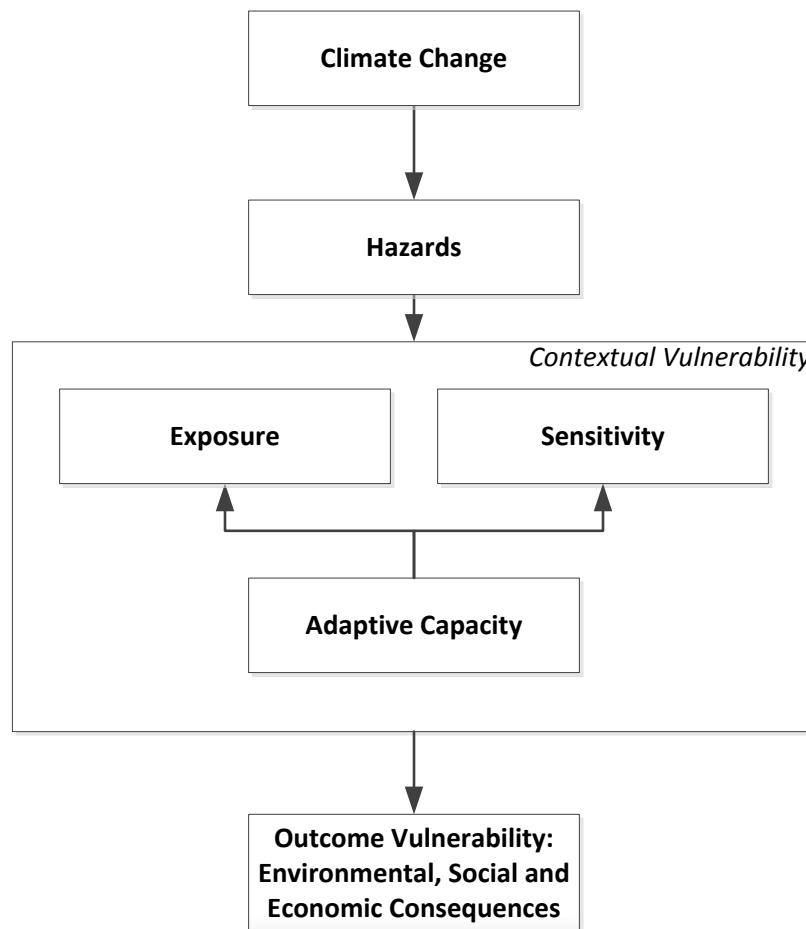 Climate Change
Hazards
Contextual Vulnerability
Exposure
Sensitivity
Adaptive Capacity
Outcome Vulnerability:
Environmental, Social and
Economic Consequences